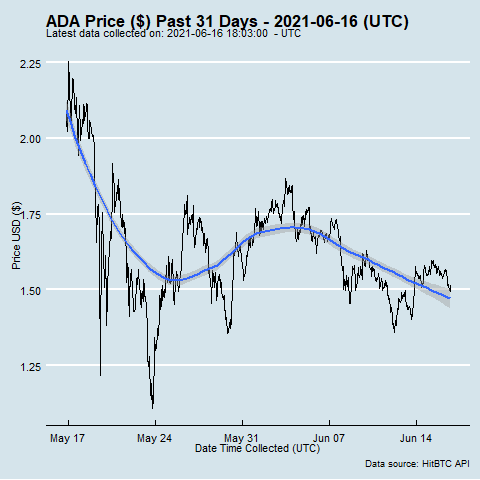 ADA Price ($) Past 31 Days - 2021-06-16 (UTC)
Latest data collected on: 2021-06-16 18:03:00 - UTC
2.25
2.00
1.75
1.50
1.25
Price USD ($)
May 17 May 24 May 31 Jun 07 Jun 14
Date Time Collected (UTC)
Data source: HitBTC API